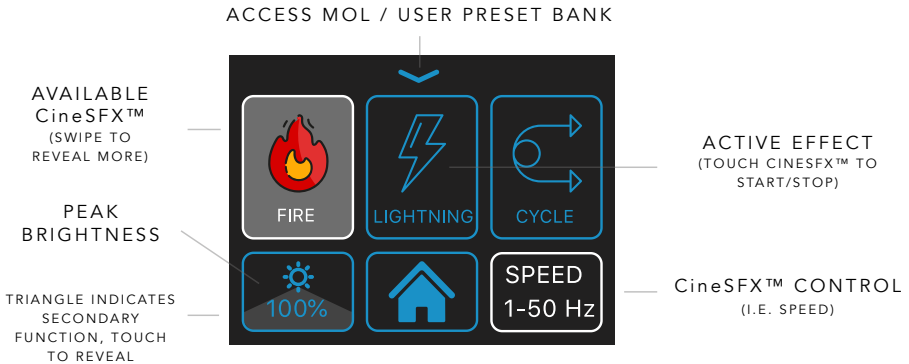 ACCESS MOL / USER PRESET BANK
AVAILABLE
CineSFX™
(SWIPE TO
REVEAL MORE)
FIRE
LIGHTNING
CYCLE
ACTIVE EFFECT
(TOUCH CINESFX™ TO
START/STOP)
PEAK
BRIGHTNESS
TRIANGLE INDICATES
SECONDARY
FUNCTION, TOUCH
TO REVEAL
100%
SPEED
1-50 Hz
CineSFX™ CONTROL
(I.E. SPEED)